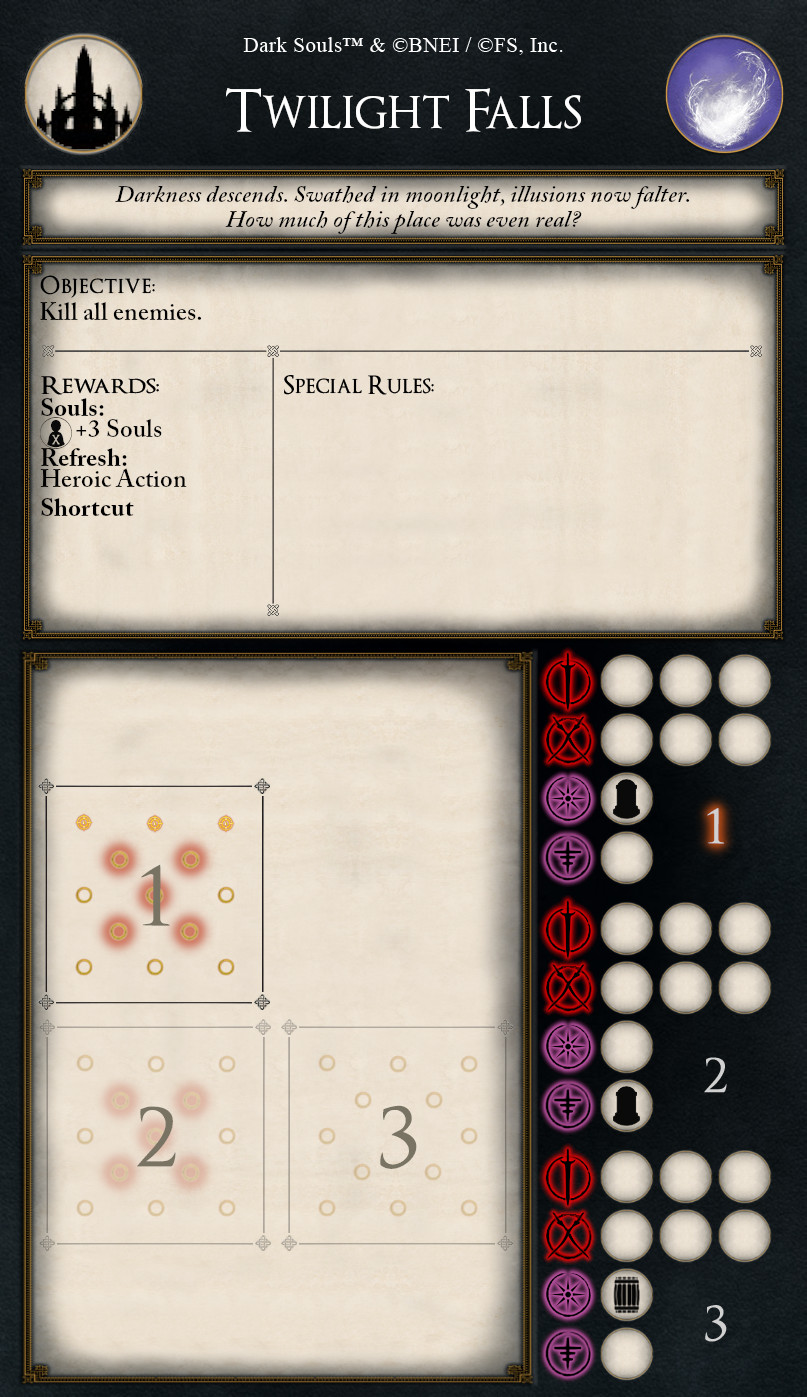 Dark Souls™ & ©BNEI / ©FS, Inc.
Twilight Falls
Darkness descends. Swathed in moonlight, illusions now falter.
How much of this place was even real?
Objective:
Kill all enemies.
Rewards:
Souls:
X +3 Souls
Refresh:
Heroic Action
Shortcut
Special Rules:
1
2
3
1
2
3